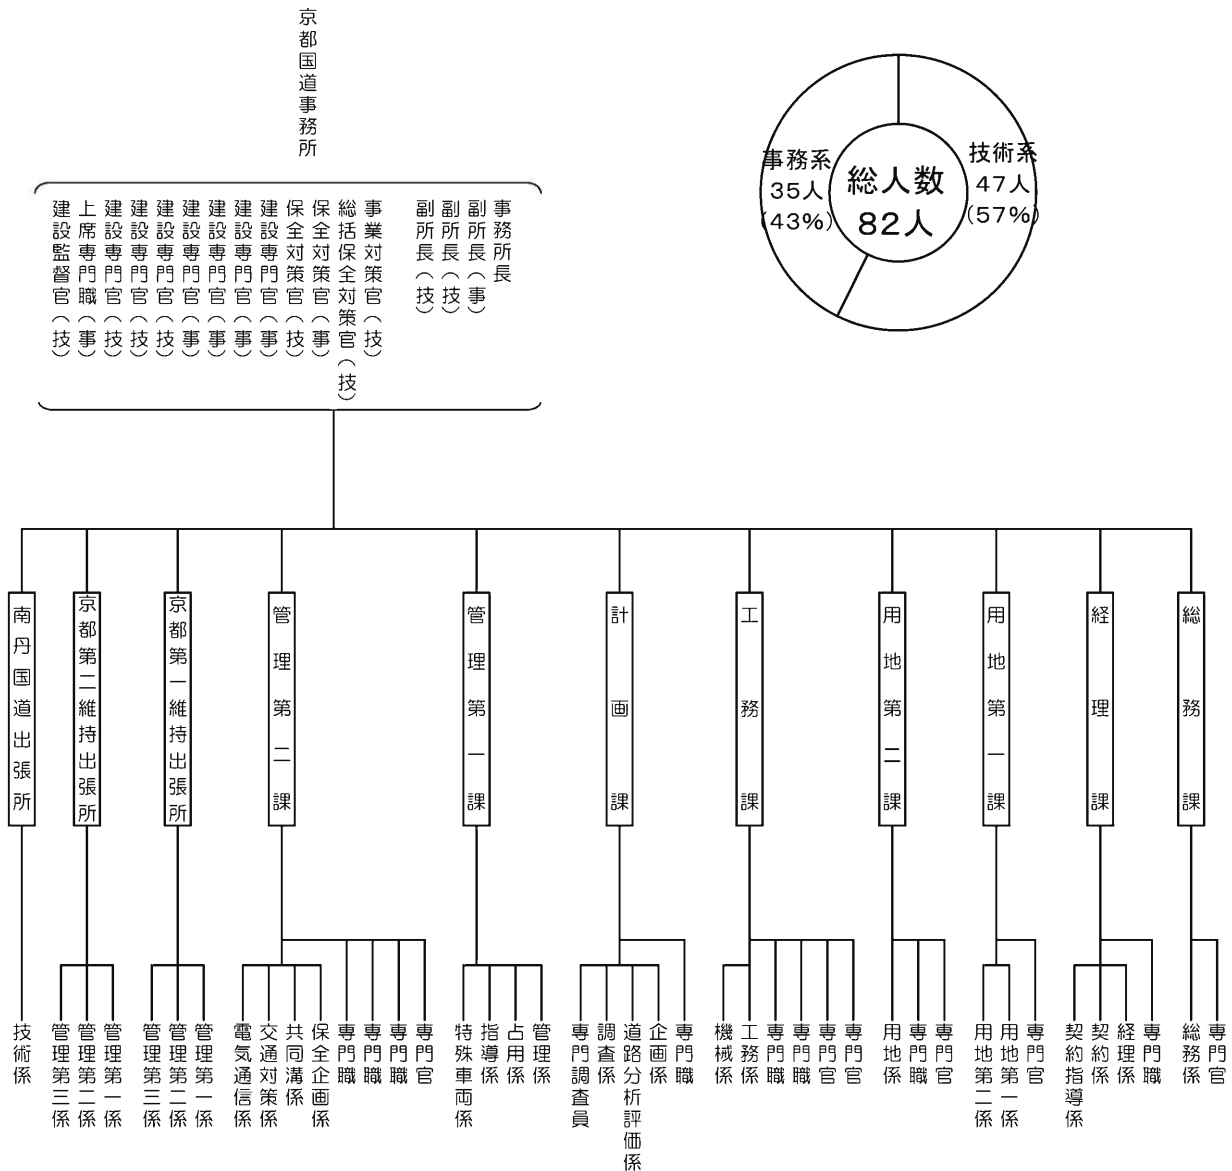 京都国道事務所
事務系
35人
(43%)
総人数
82人
技術系
47人
(57%)
事務所長
副所長(事)
副所長(技)
副所長(技)
事業対策官(技)
総括保全対策官(技)
保全対策官(事)
保全対策官(技)
建設専門官(事)
建設専門官(事)
建設専門官(事)
建設専門官(事)
建設専門官(技)
建設専門官(技)
建設専門官(技)
上席専門職(事)
建設監督官(技)
総務課
経理課
用地第一課
用地第二課
工務課
計画課
管理第一課
管理第二課
京都第一維持出張所
京都第二維持出張所
南丹国道出張所
専門官
総務係
専門職
経理係
契約係
契約指導係
専門官
用地第一係
用地第二係
専門官
専門職
用地係
専門官
専門官
専門職
専門職
工務係
機械係
専門職
企画係
道路分析評価係
調査係
専門調査員
管理係
占用係
指導係
特殊車両係
専門官
専門職
専門職
専門職
保全企画係
共同溝係
交通対策係
電気通信係
管理第一係
管理第二係
管理第三係
管理第一係
管理第二係
管理第三係
技術係